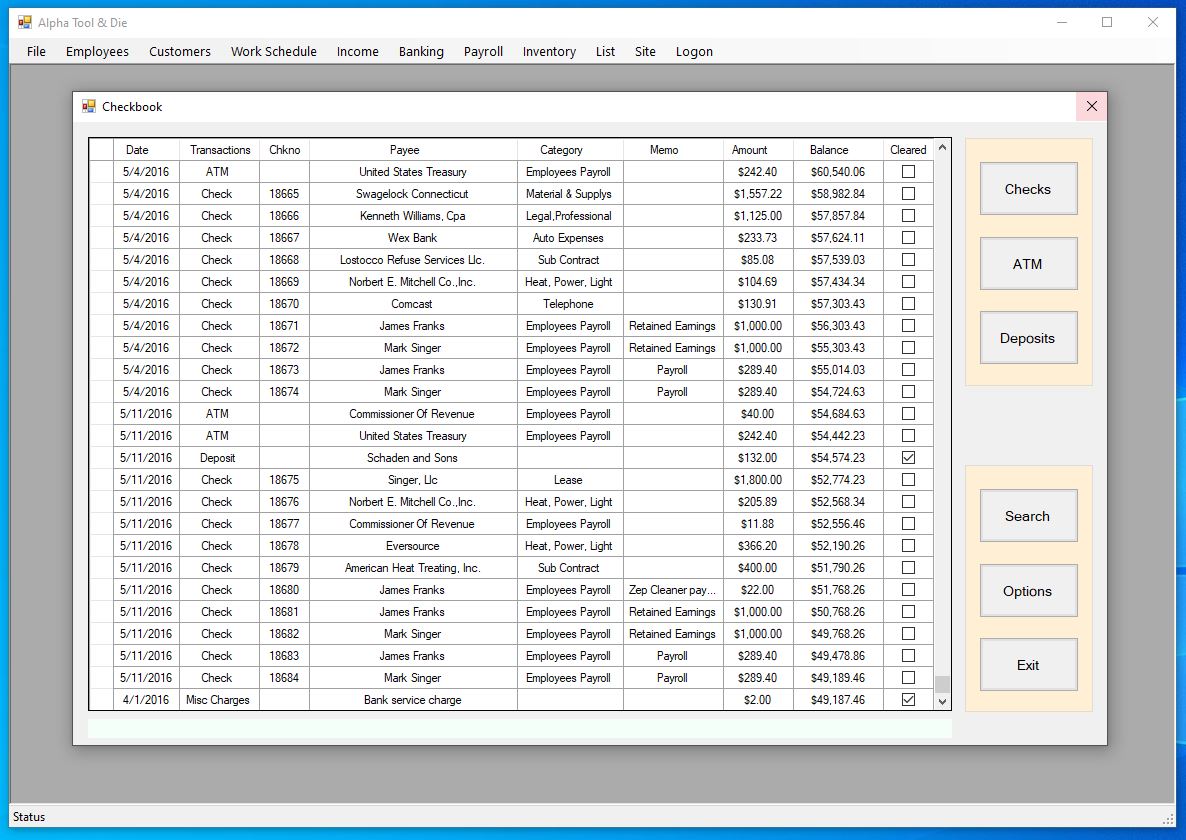 Alpha Tool & Die
File Employees Customers Work Schedule Income Banking Payroll Inventory List Site Logon
Checkbook
Date Transactions Chkno Payee Category Memo Amount Balance Cleared
5/4/2016 ATM United States Treasury Employees Payroll $242.40 $60,540.06
5/4/2016 Check 18665 Swagelock Connecticut Material & Supplys $1,557.22 $58,982.84
5/4/2016 Check 18666 Kenneth Williams, Cpa Legal,Professional $1,125.00 $57,857.84
5/4/2016 Check 18667 Wex Bank Auto Expenses $233.73 $57,624.11
5/4/2016 Check 18668 Lostocco Refuse Services Llc. Sub Contract $85.08 $57,539.03
5/4/2016 Check 18669 Norbert E. Mitchell Co.,Inc. Heat, Power, Light $104.69 $57,434.34
5/4/2016 Check 18670 Comcast Telephone $130.91 $57,303.43
5/4/2016 Check 18671 James Franks Employees Payroll Retained Earnings $1,000.00 $56,303.43
5/4/2016 Check 18672 Mark Singer Employees Payroll Retained Earnings $1,000.00 $55,303.43
5/4/2016 Check 18673 James Franks Employees Payroll Payroll $289.40 $55,014.03
5/4/2016 Check 18674 Mark Singer Employees Payroll Payroll $289.40 $54,724.63
5/11/2016 ATM Commissioner Of Revenue Employees Payroll $40.00 $54,684.63
5/11/2016 ATM United States Treasury Employees Payroll $242.40 $54,442.23
5/11/2016 Deposit Schaden and Sons $132.00 $54,574.23
5/11/2016 Check 18675 Singer, Llc Lease $1,800.00 $52,774.23
5/11/2016 Check 18676 Norbert E. Mitchell Co.,Inc. Heat, Power, Light $205.89 $52,568.34
5/11/2016 Check 18677 Commissioner Of Revenue Employees Payroll $11.88 $52,556.46
5/11/2016 Check 18678 Eversource Heat, Power, Light $366.20 $52,190.26
5/11/2016 Check 18679 American Heat Treating, Inc. Sub Contract $400.00 $51,790.26
5/11/2016 Check 18680 James Franks Employees Payroll Zep Cleaner pay... $22.00 $51,768.26
5/11/2016 Check 18681 James Franks Employees Payroll Retained Earnings $1,000.00 $50,768.26
5/11/2016 Check 18682 Mark Singer Employees Payroll Retained Earnings $1,000.00 $49,768.26
5/11/2016 Check 18683 James Franks Employees Payroll Payroll $289.40 $49,478.86
5/11/2016 Check 18684 Mark Singer Employees Payroll Payroll $289.40 $49,189.46
4/1/2016 Misc Charges Bank service charge $2.00 $49,187.46
Checks
ATM
Deposits
Search
Options
Exit
Status